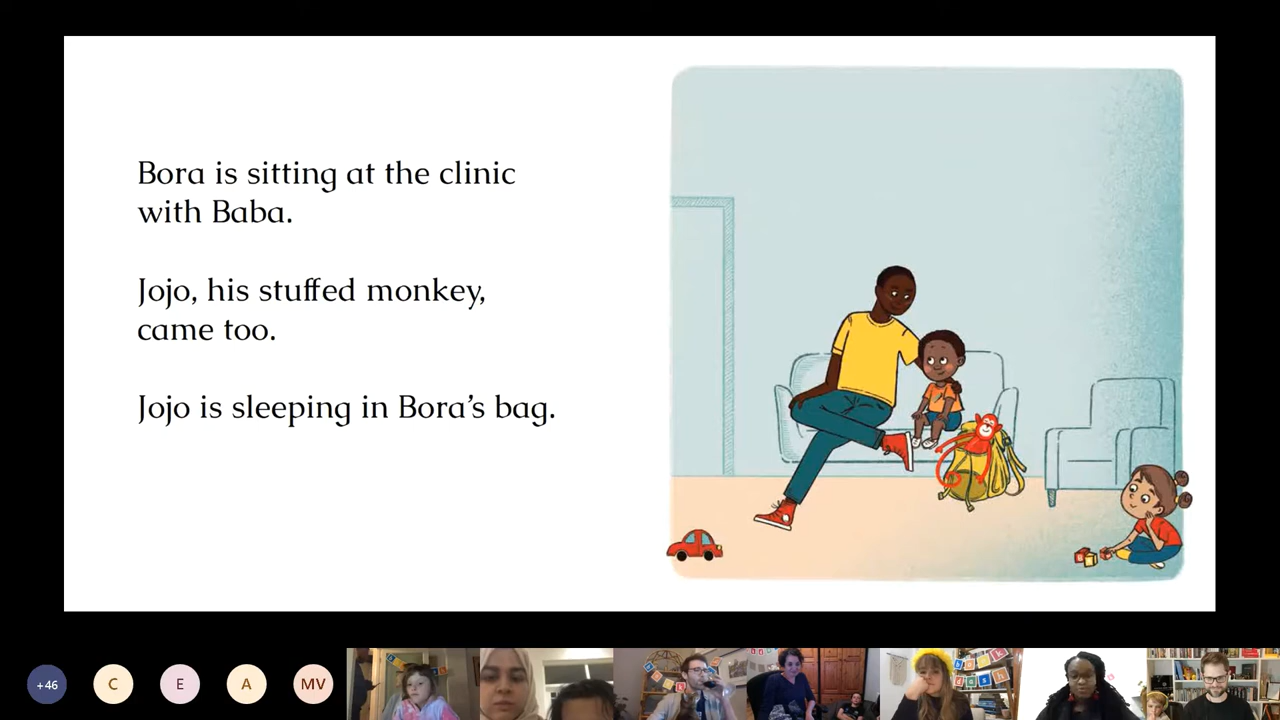 Bora is sitting at the clinic
with Baba.
Jojo, his stuffed monkey,
came too.
Jojo is sleeping in Bora’s bag.
+46
C
E
A
MV